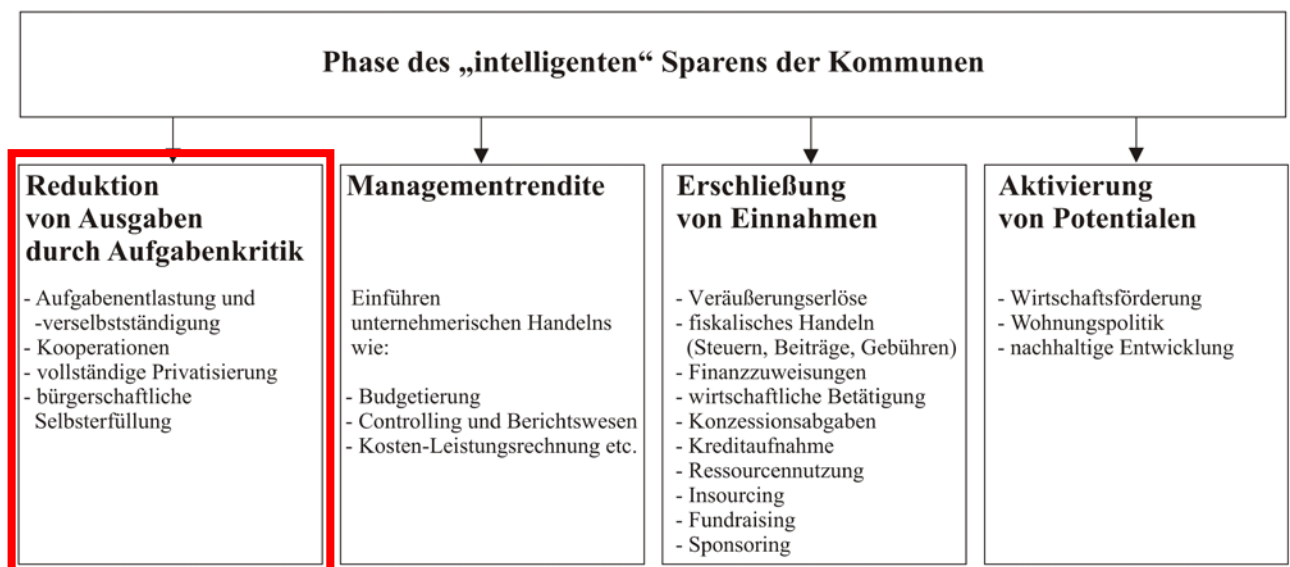 Phase des „intelligenten“ Sparens der Kommunen
Reduktion
von Ausgaben
durch Aufgabenkritik
- Aufgabenentlastung und
-verselbstständigung
- Kooperationen
- vollständige Privatisierung
- bürgerschaftliche
Selbsterfüllung
Managementrendite
Einführen
unternehmerischen Handelns
wie:
- Budgetierung
- Controlling und Berichtswesen
- Kosten-Leistungsrechnung etc.
Erschließung
von Einnahmen
- Veräußerungserlöse
- fiskalisches Handeln
(Steuern, Beiträge, Gebühren)
- Finanzzuweisungen
- wirtschaftliche Betätigung
- Konzessionsabgaben
- Kreditaufnahme
- Ressourcennutzung
- Insourcing
- Fundraising
- Sponsoring
Aktivierung
von Potentialen
- Wirtschaftsförderung
- Wohnungspolitik
- nachhaltige Entwicklung